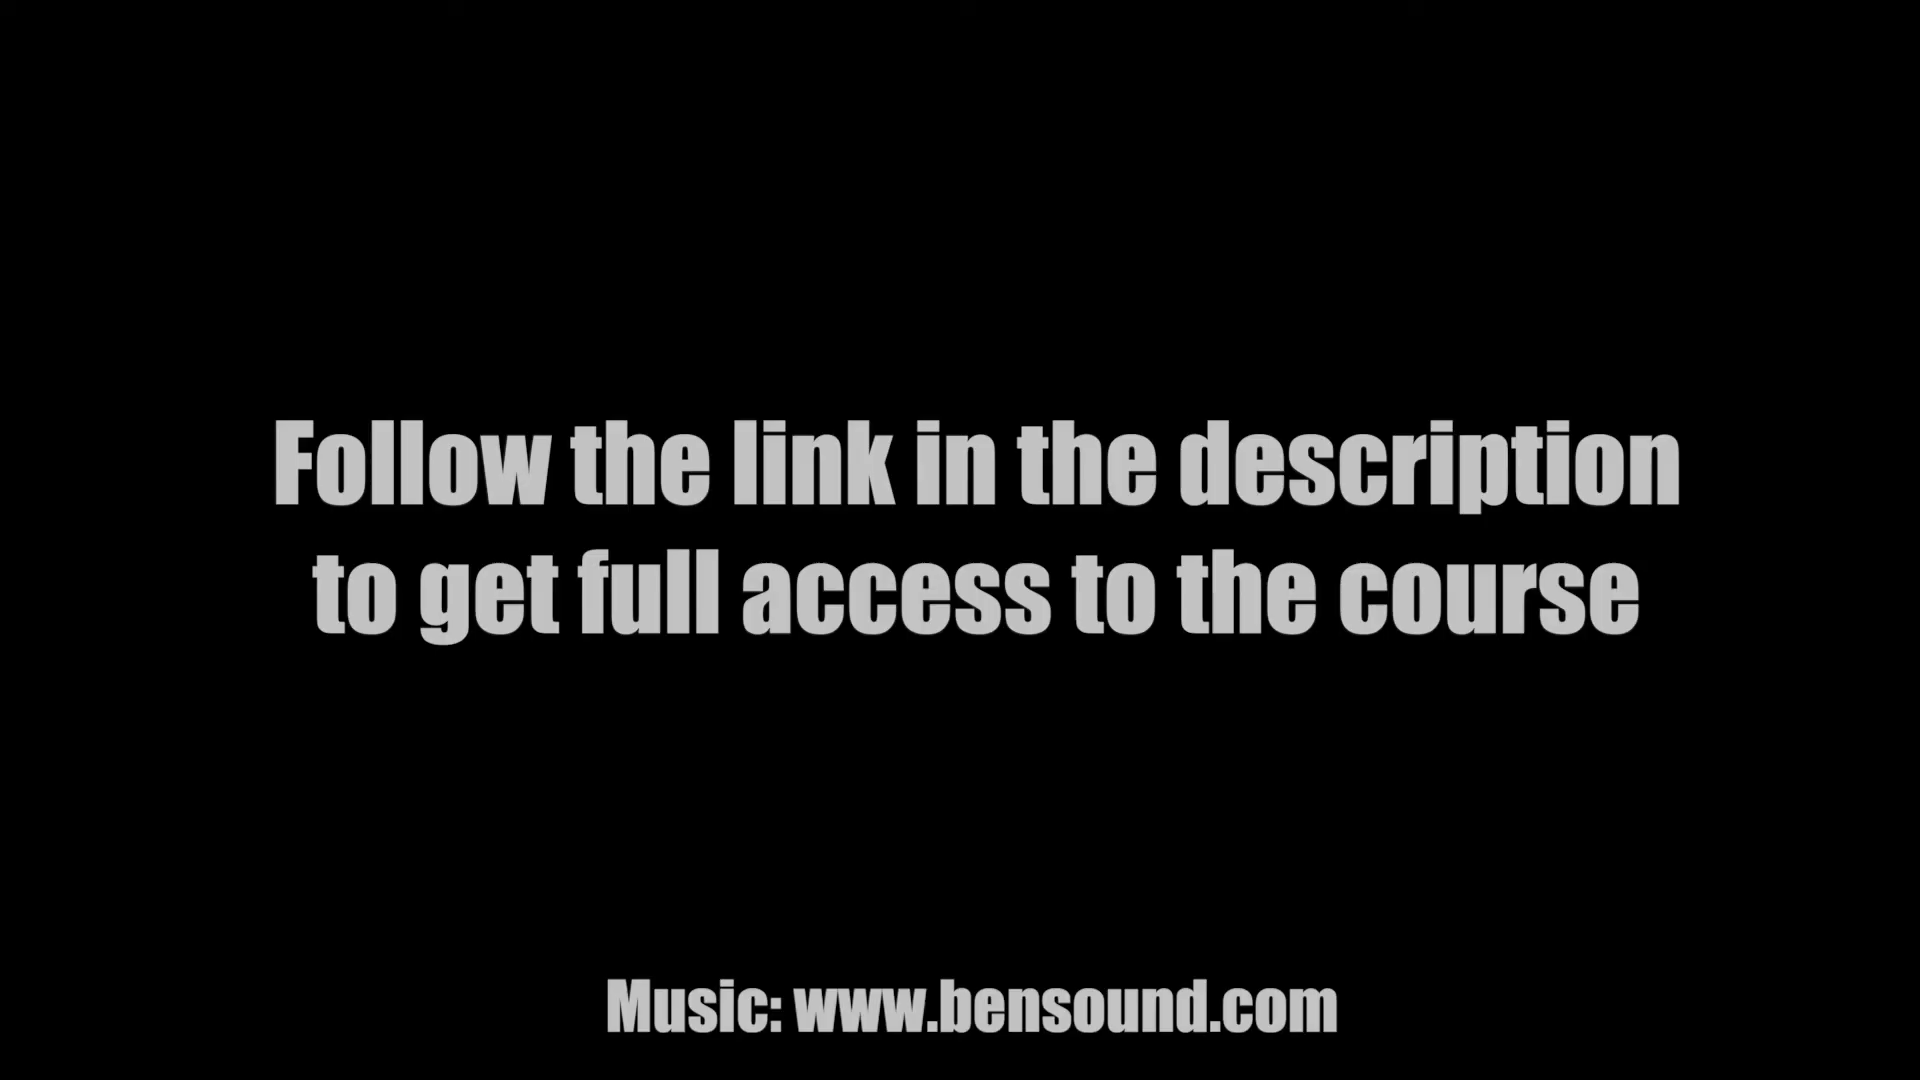 Follow the link in the description
to get full access to the course
Music: www.bensound.com